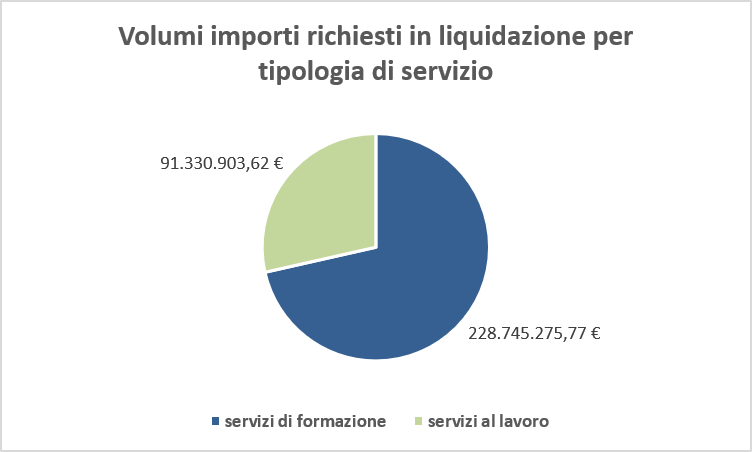 Volumi importi richiesti in liquidazione per
tipologia di servizio
91.330.903,62 €
228.745.275,77 €
servizi di formazione
servizi al lavoro